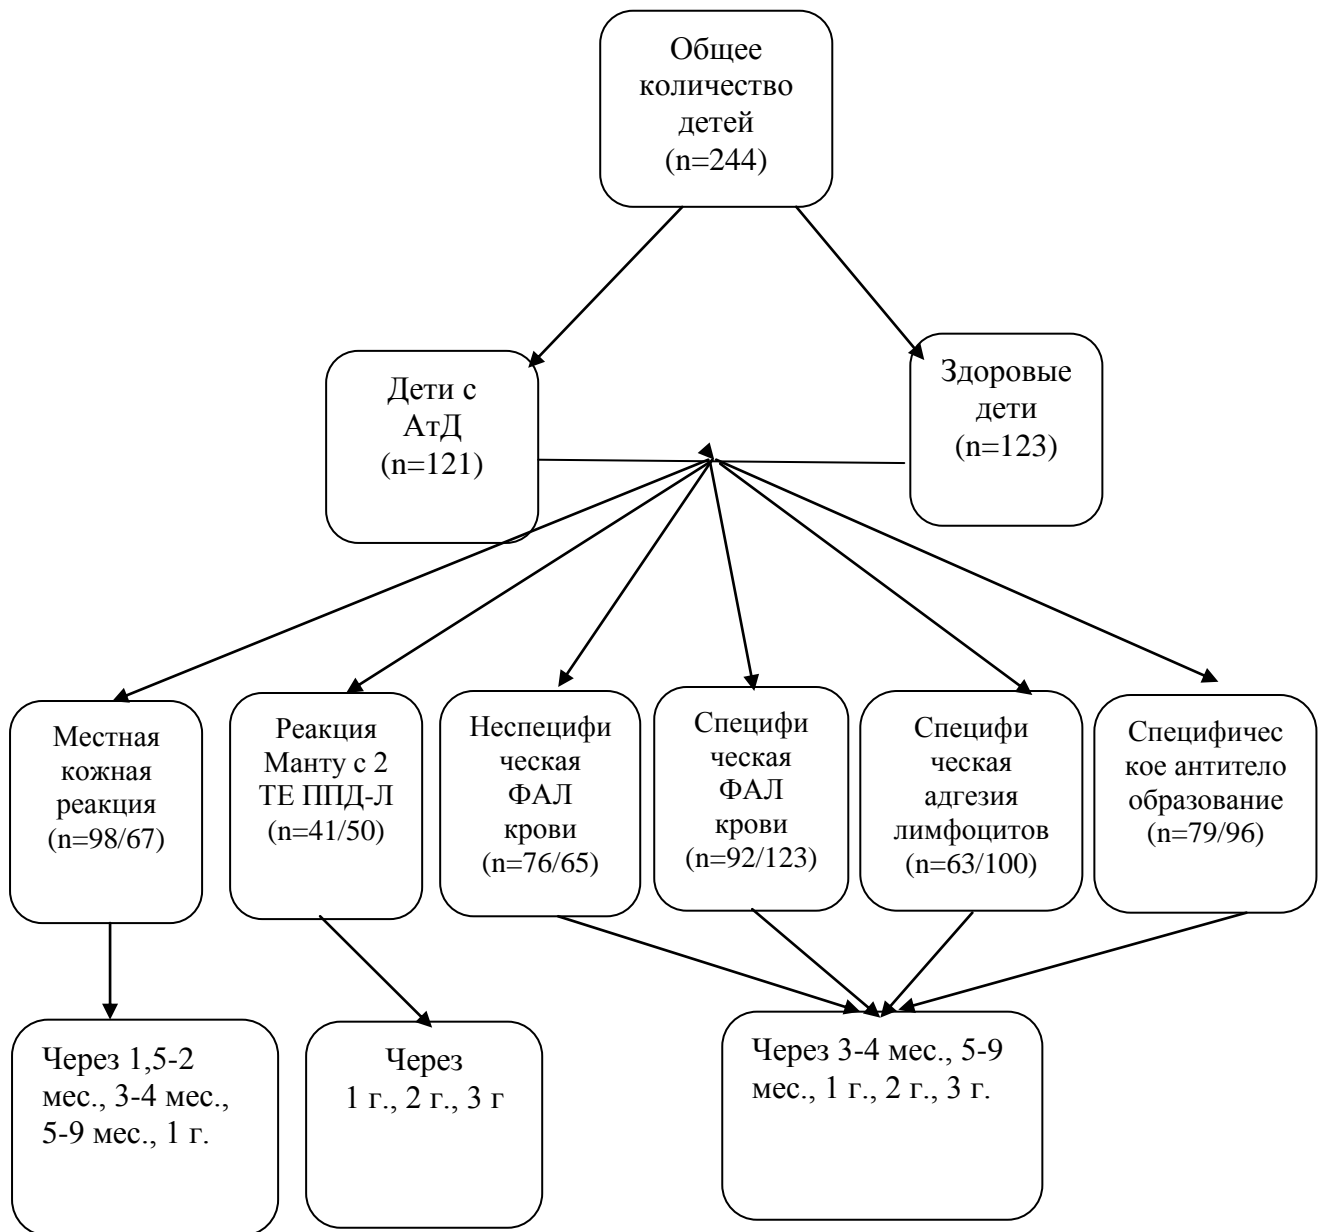 Общее
количество
детей
(n=244)
Дети с
АтД
(n=121)
Здоровые
дети
(n=123)
Местная
кожная
реакция
(n=98/67)
Реакция
Манту с 2
ТЕ ППД-Л
(n=41/50)
Неспецифи
ческая
ФАЛ
крови
(n=76/65)
Специфи
ческая
ФАЛ
крови
(n=92/123)
Специфи
ческая
адгезия
лимфоцитов
(n=63/100)
Специфичес
кое антитело
образование
(n=79/96)
Через 1,5-2
мес., 3-4 мес.,
5-9 мес., 1 г.
Через
1 г., 2 г., 3 г
Через 3-4 мес., 5-9
мес., 1 г., 2 г., 3 г.